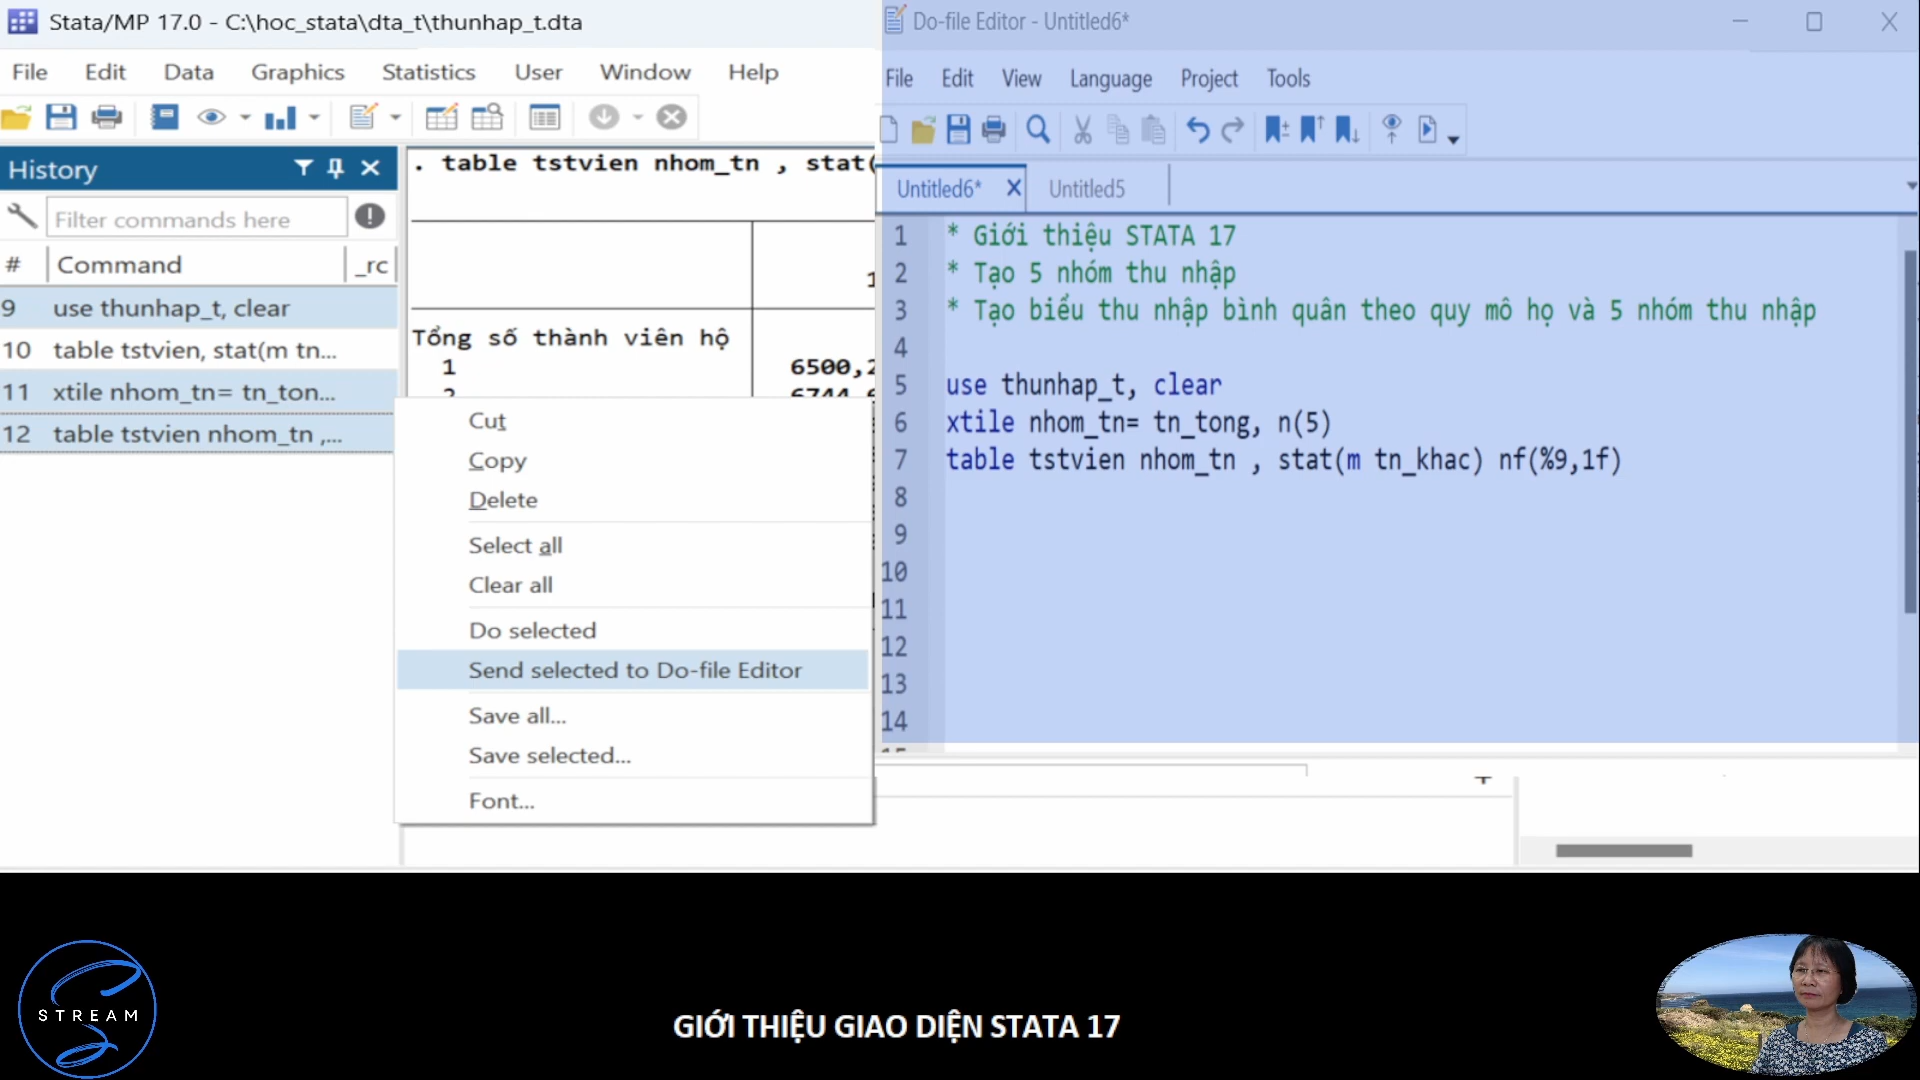 Stata/MP 17.0 - C:\hoc_stata\dta_t\thunhap_t.dta
File Edit Data Graphics Statistics User Window Help
History
Filter commands here
# Command _rc
9 use thunhap_t, clear
10 table tstvien, stat(m tn...
11 xtile nhom_tn= tn_ton...
12 table tstvien nhom_tn ,...
. table tstvien nhom_tn , stat(
1
Tổng số thành viên hộ
1 6500,2
2 6744,6
Cut
Copy
Delete
Select all
Clear all
Do selected
Send selected to Do-file Editor
Save all...
Save selected...
Font...
Do-file Editor - Untitled6*
File Edit View Language Project Tools
Untitled6* Untitled5
1 * Giới thiệu STATA 17
2 * Tạo 5 nhóm thu nhập
3 * Tạo biểu thu nhập bình quân theo quy mô họ và 5 nhóm thu nhập
4
5 use thunhap_t, clear
6 xtile nhom_tn= tn_tong, n(5)
7 table tstvien nhom_tn , stat(m tn_khac) nf(%9,1f)
8
9
10
11
12
13
14
15
STREAM
GIỚI THIỆU GIAO DIỆN STATA 17